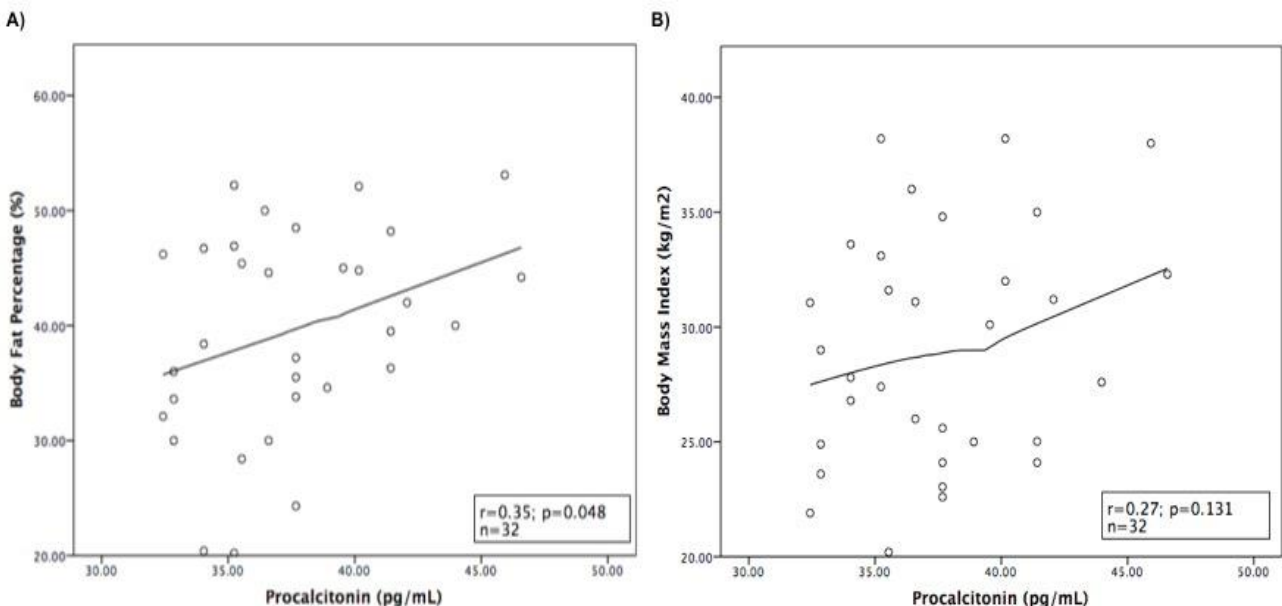 A)
60.00
50.00
40.00
30.00
20.00
Body Fat Percentage (%)
r=0.35; p=0.048
n=32
30.00 35.00 40.00 45.00 50.00
Procalcitonin (pg/mL)
B)
40.00
35.00
30.00
25.00
20.00
Body Mass Index (kg/m2)
r=0.27; p=0.131
n=32
30.00 35.00 40.00 45.00 50.00
Procalcitonin (pg/mL)